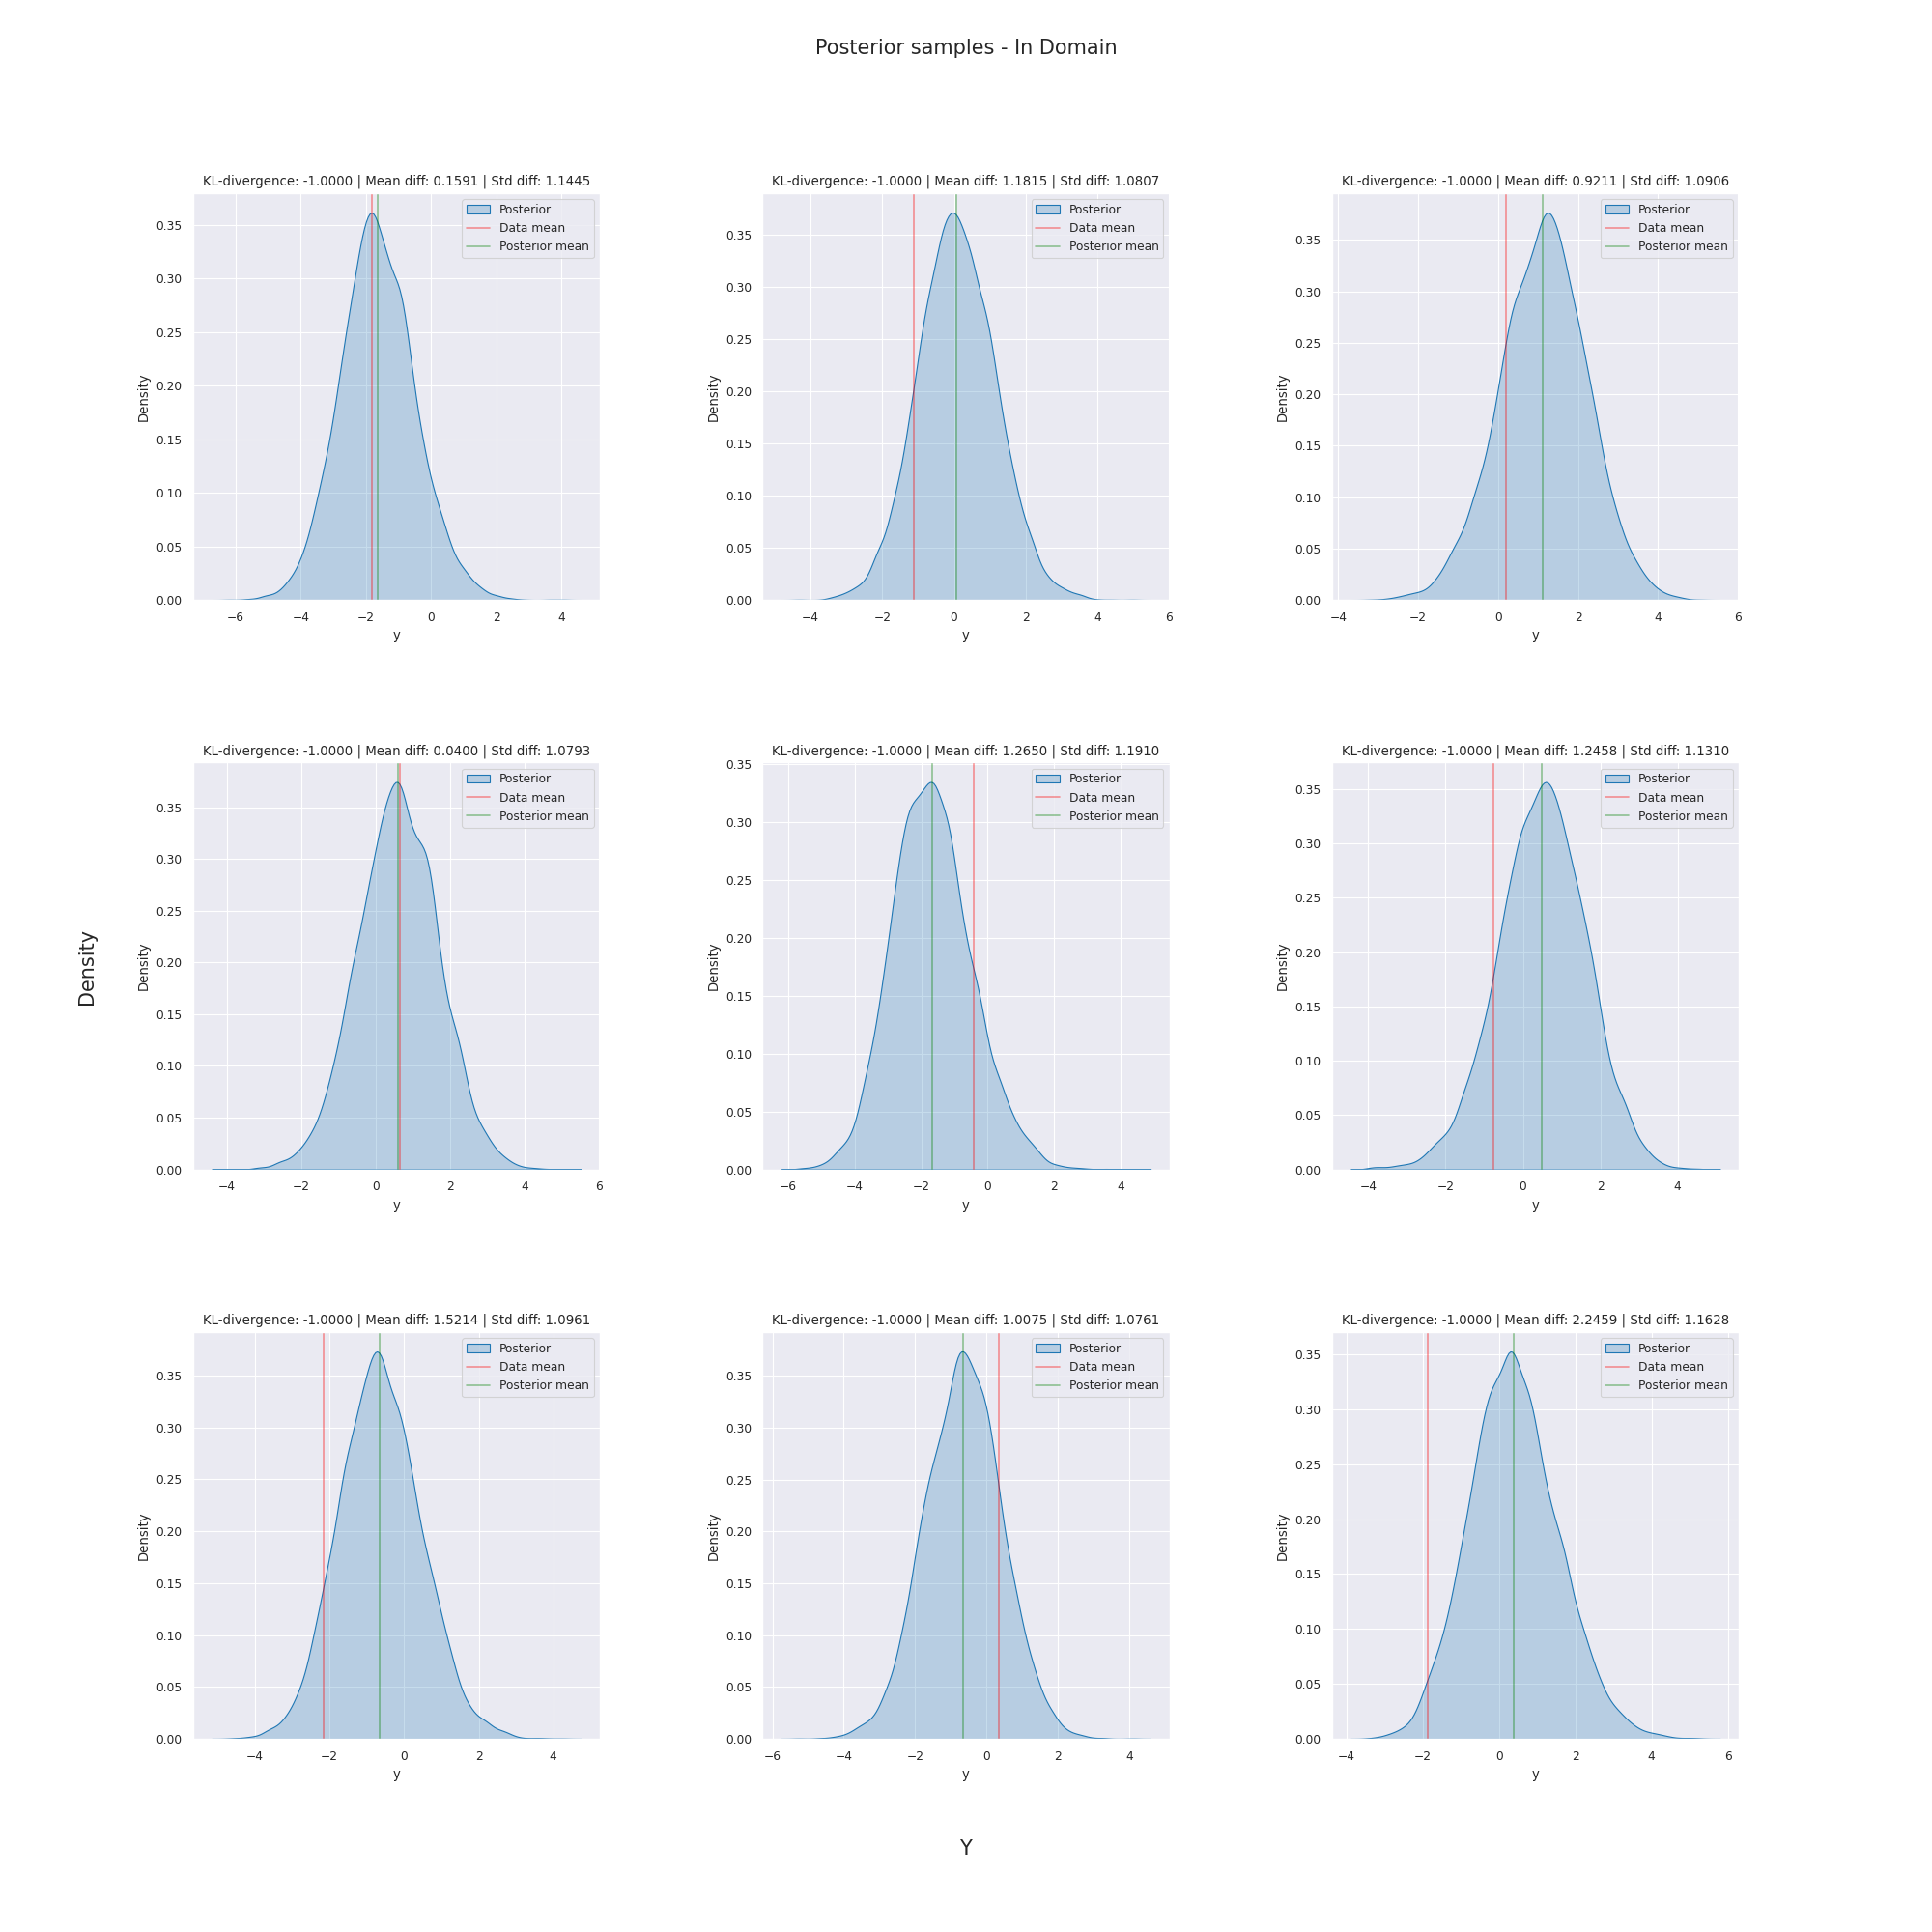 Posterior samples - In Domain
KL-divergence: -1.0000 | Mean diff: 0.1591 | Std diff: 1.1445
Posterior
Data mean
Posterior mean
0.35
0.30
0.25
0.20
0.15
0.10
0.05
0.00
Density
−6 −4 −2 0 2 4
y
KL-divergence: -1.0000 | Mean diff: 1.1815 | Std diff: 1.0807
Posterior
Data mean
Posterior mean
0.35
0.30
0.25
0.20
0.15
0.10
0.05
0.00
Density
−4 −2 0 2 4 6
y
KL-divergence: -1.0000 | Mean diff: 0.9211 | Std diff: 1.0906
Posterior
Data mean
Posterior mean
0.35
0.30
0.25
0.20
0.15
0.10
0.05
0.00
Density
−4 −2 0 2 4 6
y
Density
KL-divergence: -1.0000 | Mean diff: 0.0400 | Std diff: 1.0793
Posterior
Data mean
Posterior mean
0.35
0.30
0.25
0.20
0.15
0.10
0.05
0.00
Density
−4 −2 0 2 4 6
y
KL-divergence: -1.0000 | Mean diff: 1.2650 | Std diff: 1.1910
Posterior
Data mean
Posterior mean
0.35
0.30
0.25
0.20
0.15
0.10
0.05
0.00
Density
−6 −4 −2 0 2 4
y
KL-divergence: -1.0000 | Mean diff: 1.2458 | Std diff: 1.1310
Posterior
Data mean
Posterior mean
0.35
0.30
0.25
0.20
0.15
0.10
0.05
0.00
Density
−4 −2 0 2 4
y
KL-divergence: -1.0000 | Mean diff: 1.5214 | Std diff: 1.0961
Posterior
Data mean
Posterior mean
0.35
0.30
0.25
0.20
0.15
0.10
0.05
0.00
Density
−4 −2 0 2 4
y
KL-divergence: -1.0000 | Mean diff: 1.0075 | Std diff: 1.0761
Posterior
Data mean
Posterior mean
0.35
0.30
0.25
0.20
0.15
0.10
0.05
0.00
Density
−6 −4 −2 0 2 4
y
KL-divergence: -1.0000 | Mean diff: 2.2459 | Std diff: 1.1628
Posterior
Data mean
Posterior mean
0.35
0.30
0.25
0.20
0.15
0.10
0.05
0.00
Density
−4 −2 0 2 4 6
y
Y